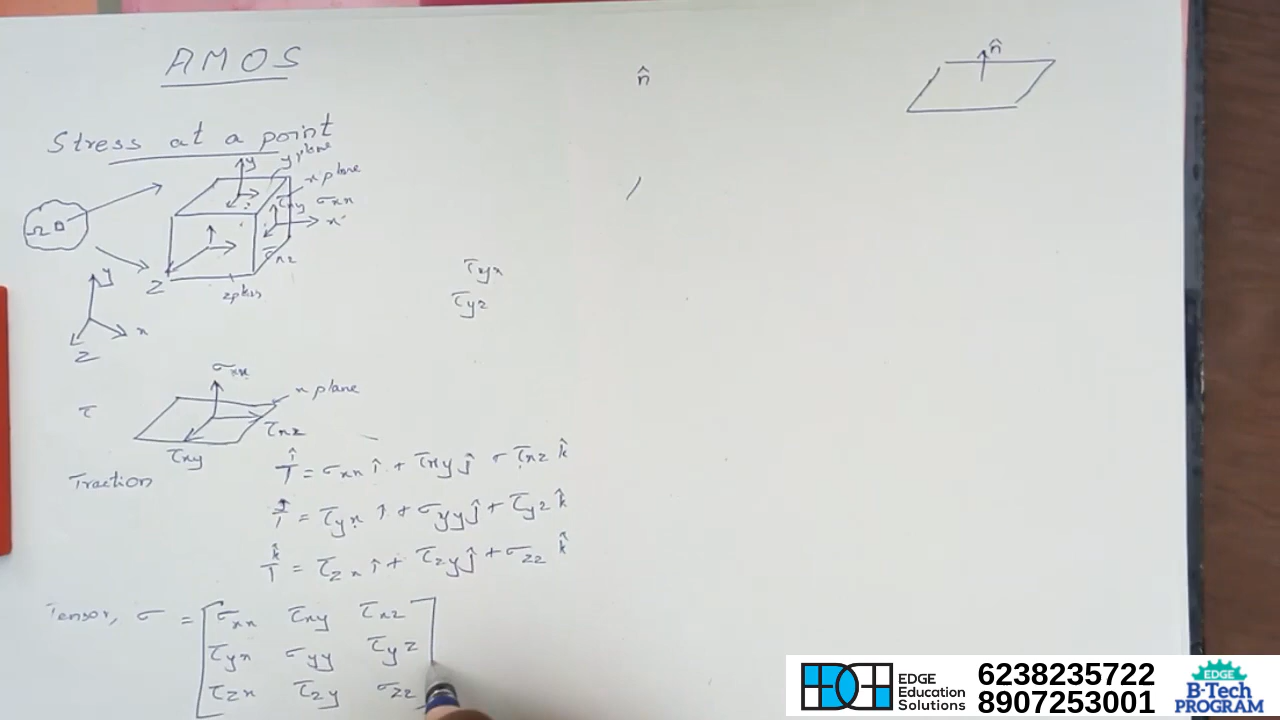 AMOS
n̂
n̂
Stress at a point
y
y plane
x plane
τxy
σxx
x
Ω
τxz
z
z plane
τyx
τyz
y
x
z
σxx
x plane
τ
τxz
τxy
Traction
T^î = σxx î + τxy ĵ + τxz k̂
T^ĵ = τyx î + σyy ĵ + τyz k̂
T^k̂ = τzx î + τzy ĵ + σzz k̂
Tensor, σ = [ σxx τxy τxz
τyx σyy τyz
τzx τzy σzz ]
EDGE Education Solutions
6238235722
8907253001
EDGE
B-Tech
PROGRAM